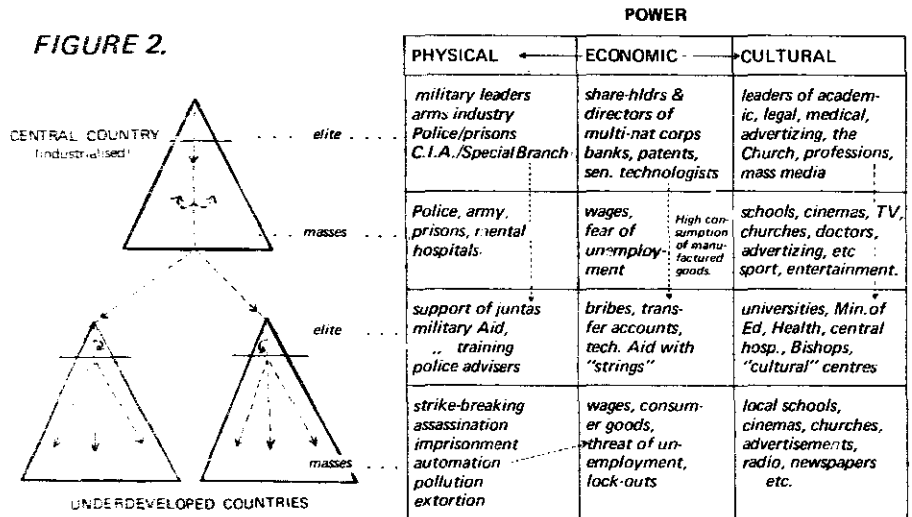 POWER
FIGURE 2.
PHYSICAL
ECONOMIC
CULTURAL
CENTRAL COUNTRY
(industrialised)
elite
military leaders
arms industry
Police/prisons
C.I.A./Special Branch
share-hldrs &
directors of
multi-nat corps
banks, patents,
sen. technologists
leaders of academ-
ic, legal, medical,
advertizing, the
Church, professions,
mass media
masses
Police, army,
prisons, mental
hospitals.
wages,
fear of
unemploy-
ment
High con-
sumption
of manu-
factured
goods.
schools, cinemas, TV,
churches, doctors,
advertizing, etc
sport, entertainment.
elite
support of juntas
military Aid,
,, training
police advisers
bribes, trans-
fer accounts,
tech. Aid with
"strings"
universities, Min. of
Ed, Health, central
hosp., Bishops,
"cultural" centres
masses
strike-breaking
assassination
imprisonment
automation
pollution
extortion
wages, consum-
er goods,
threat of un-
employment,
lock-outs
local schools,
cinemas, churches,
advertisements,
radio, newspapers
etc.
UNDERDEVELOPED COUNTRIES